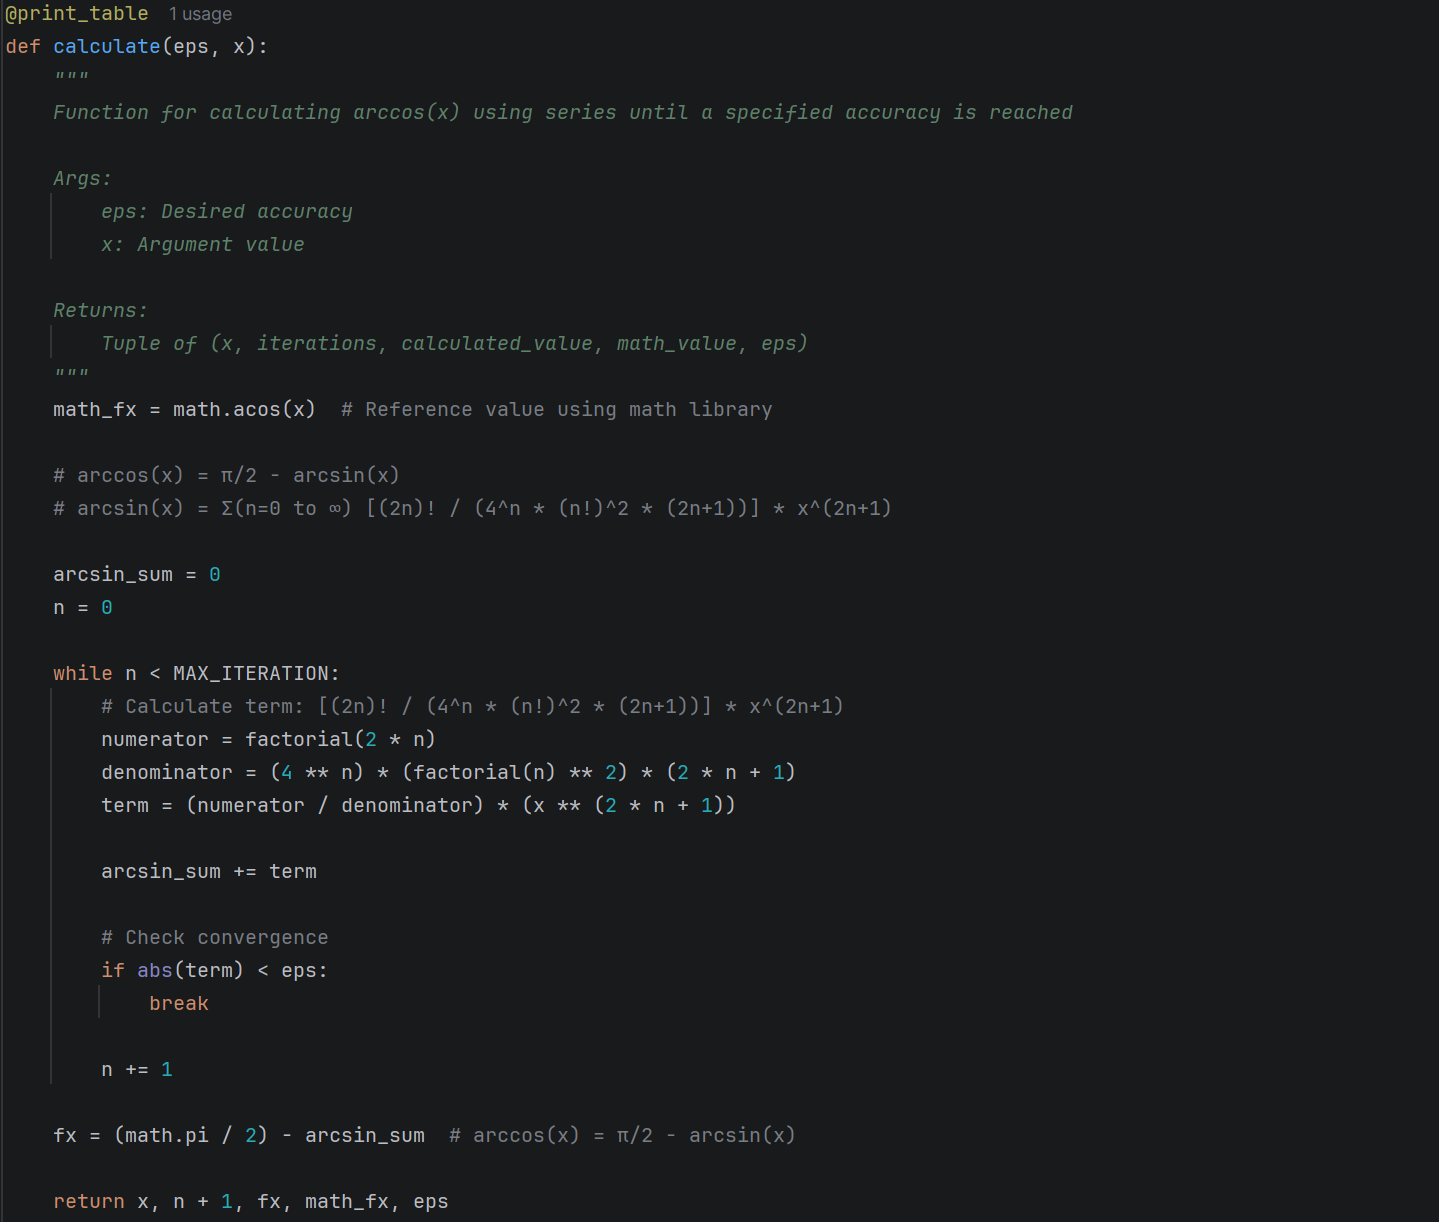 @print_table 1 usage
def calculate(eps, x):
"""
Function for calculating arccos(x) using series until a specified accuracy is reached
Args:
eps: Desired accuracy
x: Argument value
Returns:
Tuple of (x, iterations, calculated_value, math_value, eps)
"""
math_fx = math.acos(x)  # Reference value using math library
# arccos(x) = π/2 - arcsin(x)
# arcsin(x) = Σ(n=0 to ∞) [(2n)! / (4^n * (n!)^2 * (2n+1))] * x^(2n+1)
arcsin_sum = 0
n = 0
while n < MAX_ITERATION:
# Calculate term: [(2n)! / (4^n * (n!)^2 * (2n+1))] * x^(2n+1)
numerator = factorial(2 * n)
denominator = (4 ** n) * (factorial(n) ** 2) * (2 * n + 1)
term = (numerator / denominator) * (x ** (2 * n + 1))
arcsin_sum += term
# Check convergence
if abs(term) < eps:
break
n += 1
fx = (math.pi / 2) - arcsin_sum  # arccos(x) = π/2 - arcsin(x)
return x, n + 1, fx, math_fx, eps